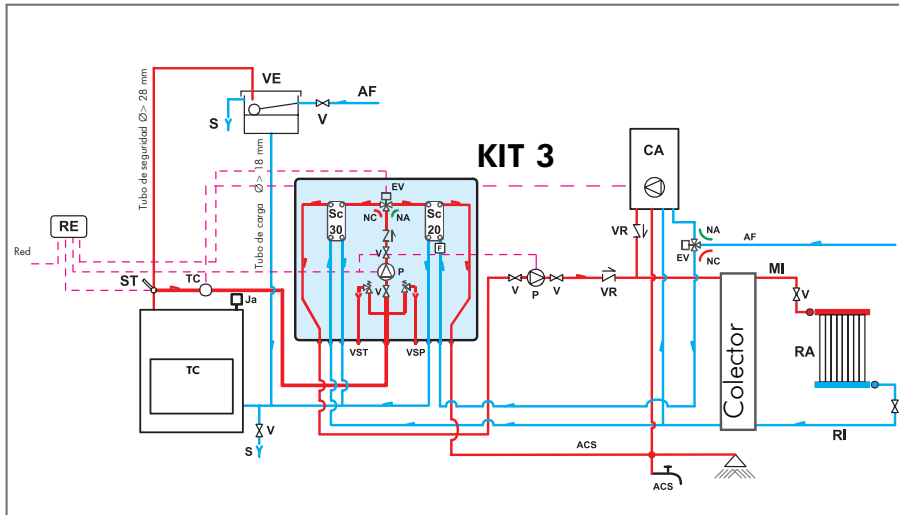 Tubo de seguridad Ø> 28 mm
VE
AF
S
V
Tubo de carga Ø> 18 mm
KIT 3
CA
EV
Sc
30
NC
NA
Sc
20
F
V
P
V
VST
VSP
RE
Red
ST
TC
Ja
TC
V
S
V
P
V
VR
VR
NA
EV
NC
AF
MI
V
RA
Colector
RI
ACS
ACS